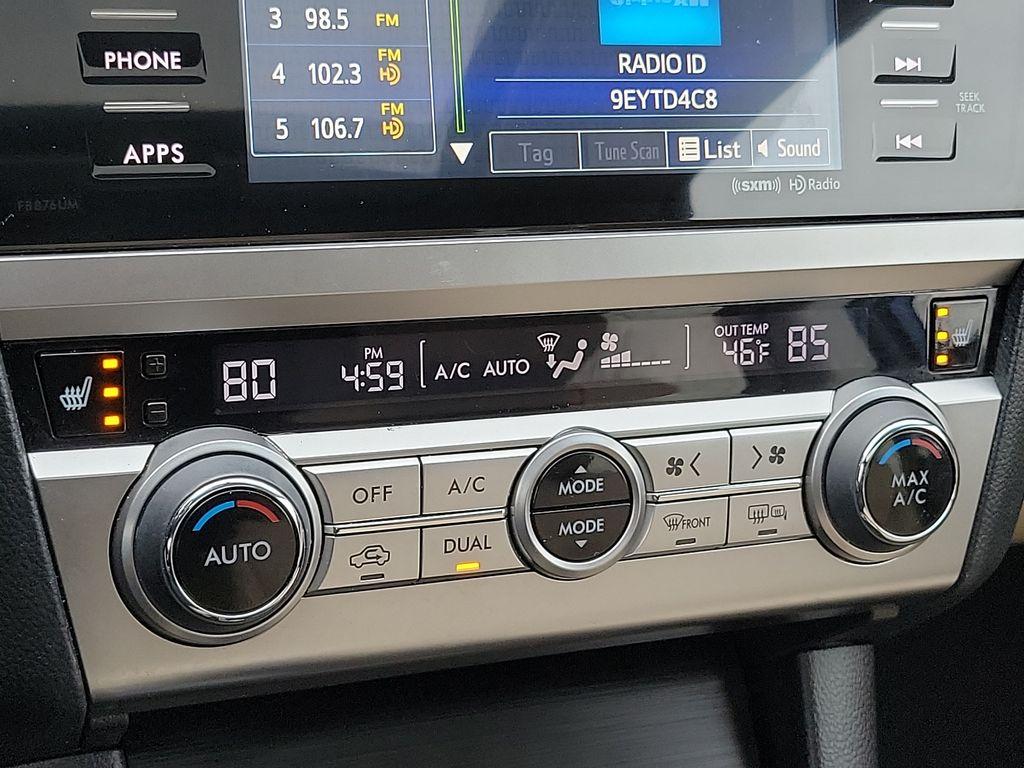 3 98.5 FM
4 102.3 FM HD
5 106.7 FM HD
RADIO ID
9EYTD4C8
Tag Tune Scan List Sound
PHONE
APPS
SEEK
TRACK
((sxm)) HD Radio
80 PM 4:59 A/C AUTO OUT TEMP 46°F 85
OFF A/C MODE
DUAL MODE FRONT
AUTO
MAX
A/C